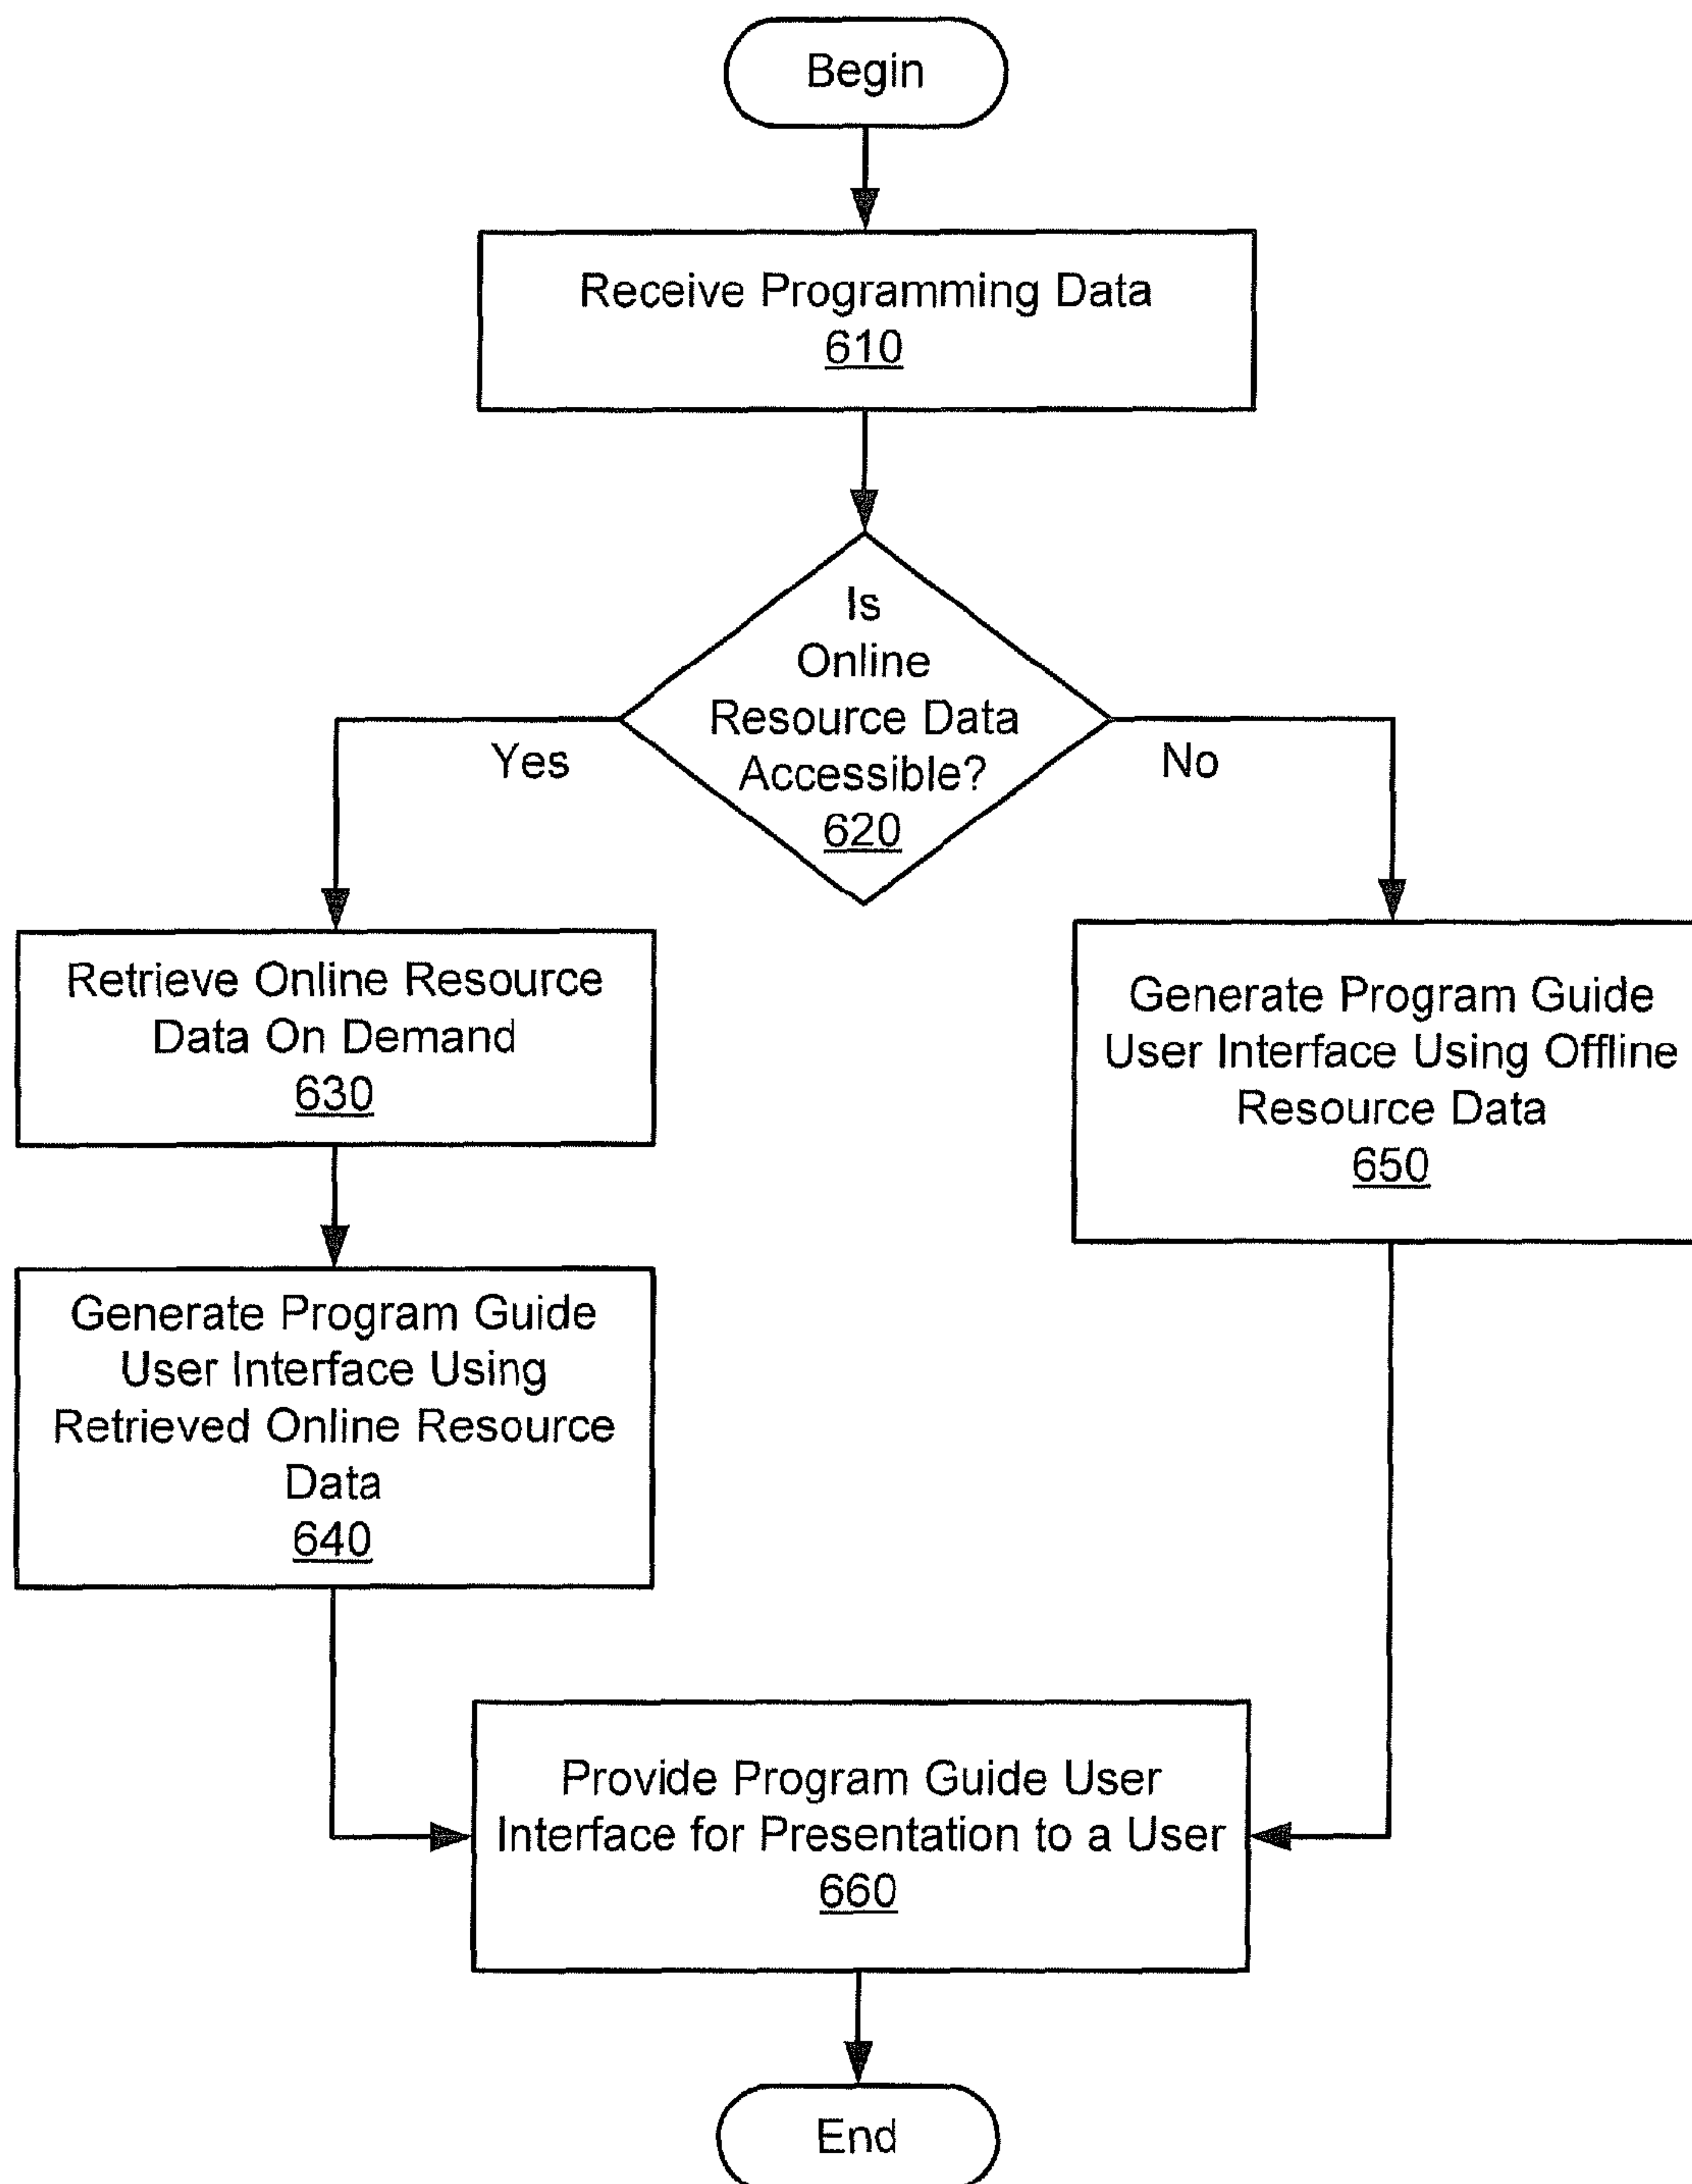 Begin
Receive Programming Data
610
Is
Online
Resource Data
Accessible?
620
Yes
No
Retrieve Online Resource
Data On Demand
630
Generate Program Guide
User Interface Using Offline
Resource Data
650
Generate Program Guide
User Interface Using
Retrieved Online Resource
Data
640
Provide Program Guide User
Interface for Presentation to a User
660
End